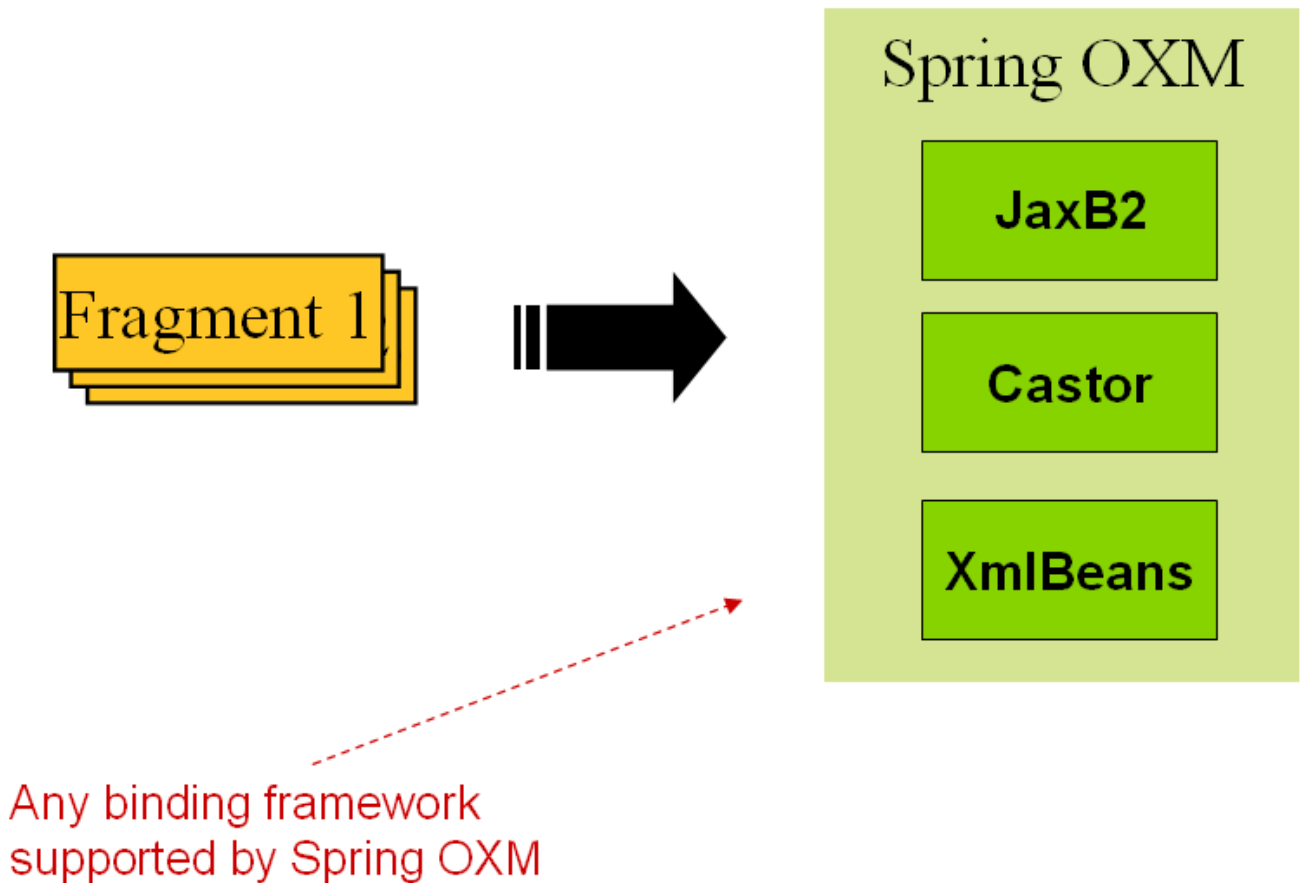 Spring OXM
JaxB2
Fragment 1
Castor
XmlBeans
Any binding framework
supported by Spring OXM